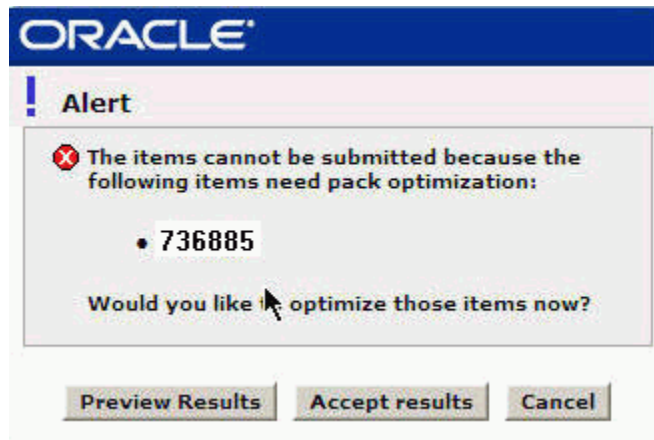 ORACLE
! Alert
The items cannot be submitted because the
following items need pack optimization:
• 736885
Would you like optimize those items now?
Preview Results Accept results Cancel